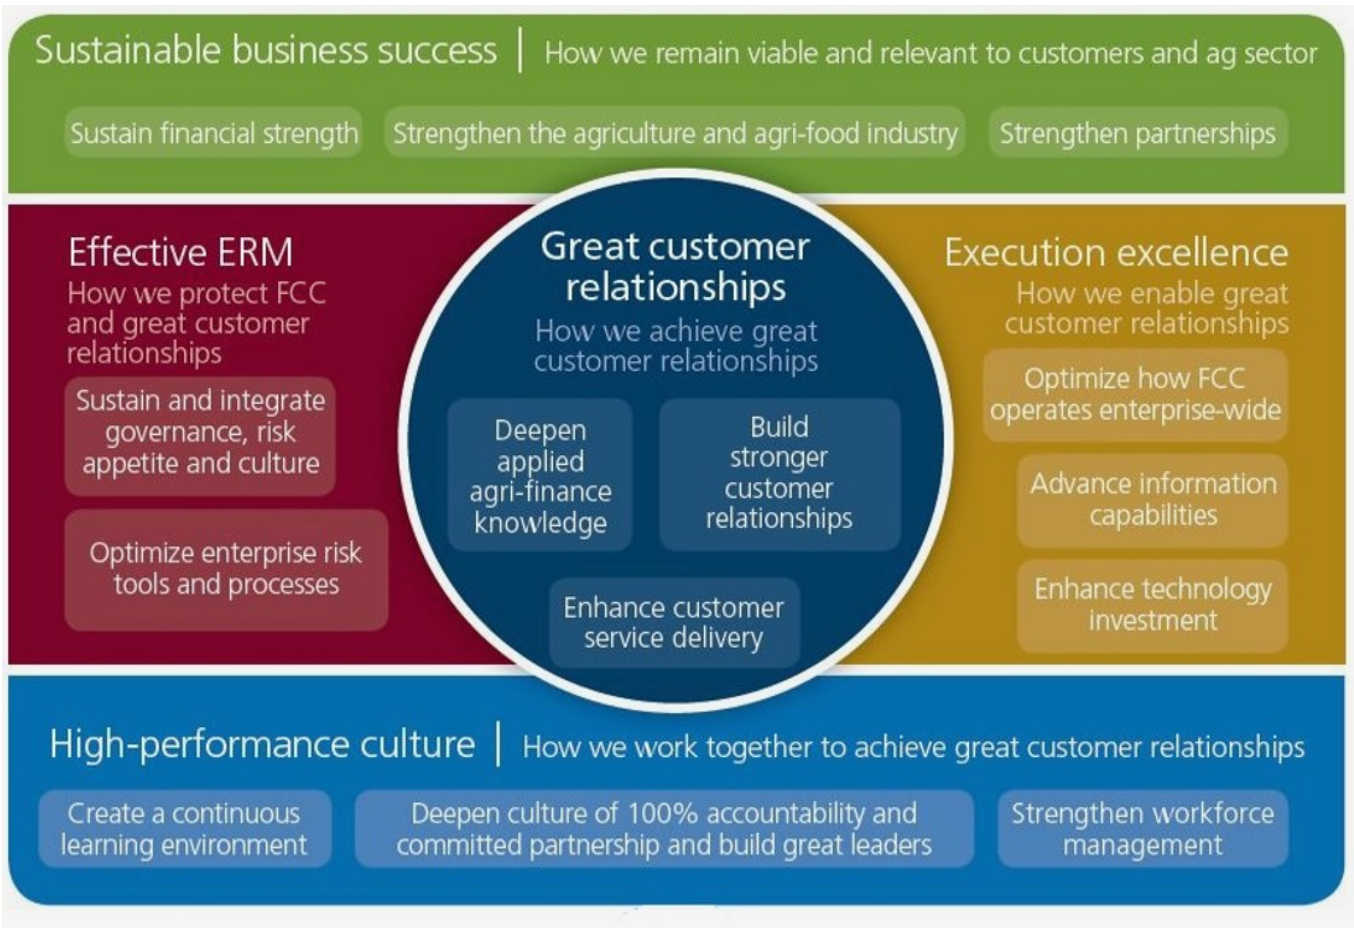 Sustainable business success | How we remain viable and relevant to customers and ag sector
Sustain financial strength
Strengthen the agriculture and agri-food industry
Strengthen partnerships
Effective ERM
How we protect FCC
and great customer
relationships
Sustain and integrate
governance, risk
appetite and culture
Optimize enterprise risk
tools and processes
Great customer
relationships
How we achieve great
customer relationships
Deepen
applied
agri-finance
knowledge
Build
stronger
customer
relationships
Enhance customer
service delivery
Execution excellence
How we enable great
customer relationships
Optimize how FCC
operates enterprise-wide
Advance information
capabilities
Enhance technology
investment
High-performance culture | How we work together to achieve great customer relationships
Create a continuous
learning environment
Deepen culture of 100% accountability and
committed partnership and build great leaders
Strengthen workforce
management